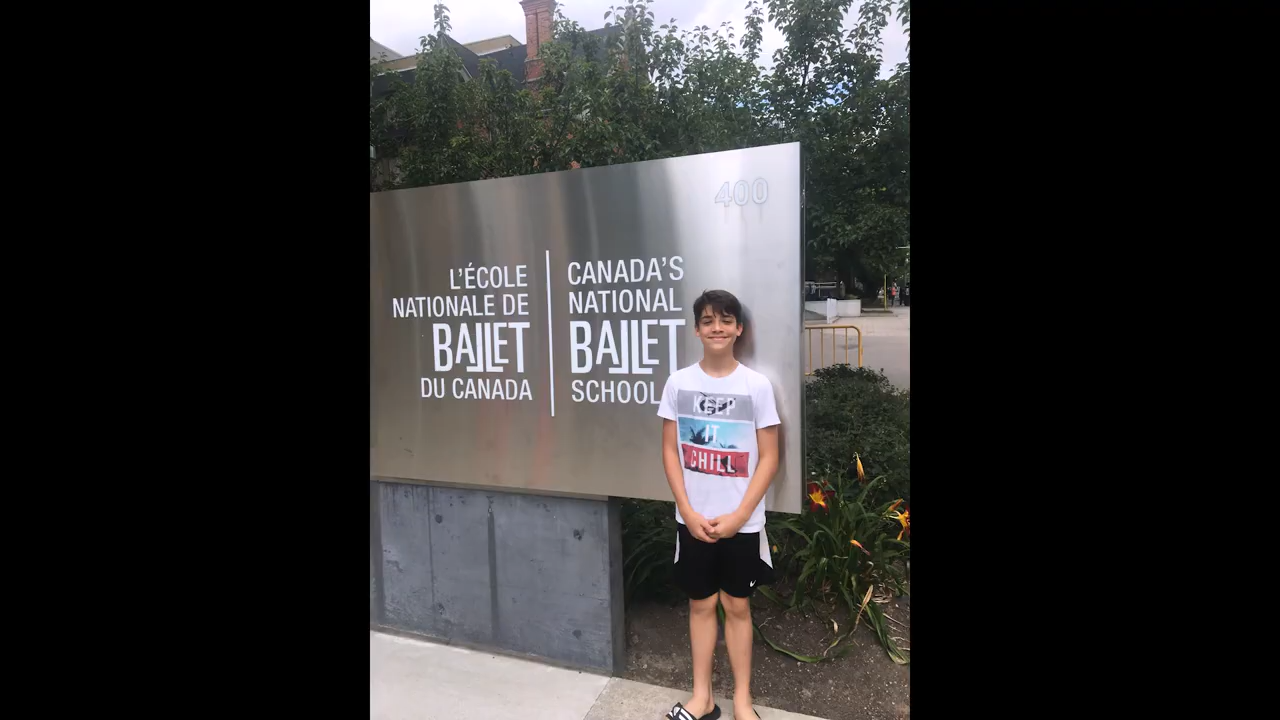 400
L'ÉCOLE
NATIONALE DE
BALLET
DU CANADA
CANADA'S
NATIONAL
BALLET
SCHOOL
KEEP
IT
CHILL